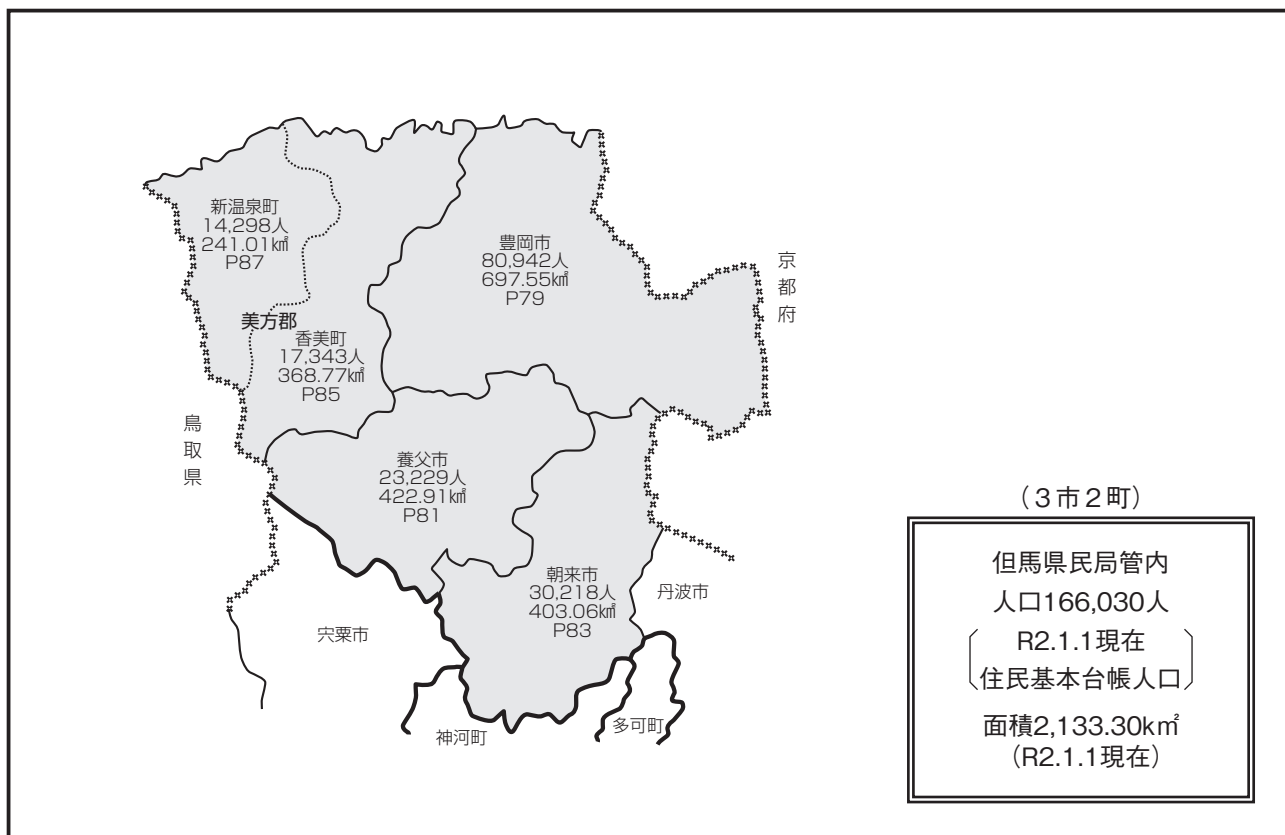 新温泉町
14,298人
241.01㎢
P87
豊岡市
80,942人
697.55㎢
P79
京都府
美方郡
香美町
17,343人
368.77㎢
P85
鳥取県
養父市
23,229人
422.91㎢
P81
朝来市
30,218人
403.06㎢
P83
丹波市
宍粟市
神河町
多可町
（3市2町）
但馬県民局管内
人口166,030人
R2.1.1現在
住民基本台帳人口
面積2,133.30k㎡
（R2.1.1現在）